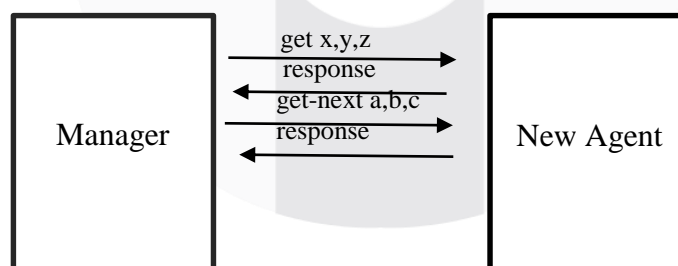 get x,y,z
response
get-next a,b,c
response
Manager
New Agent